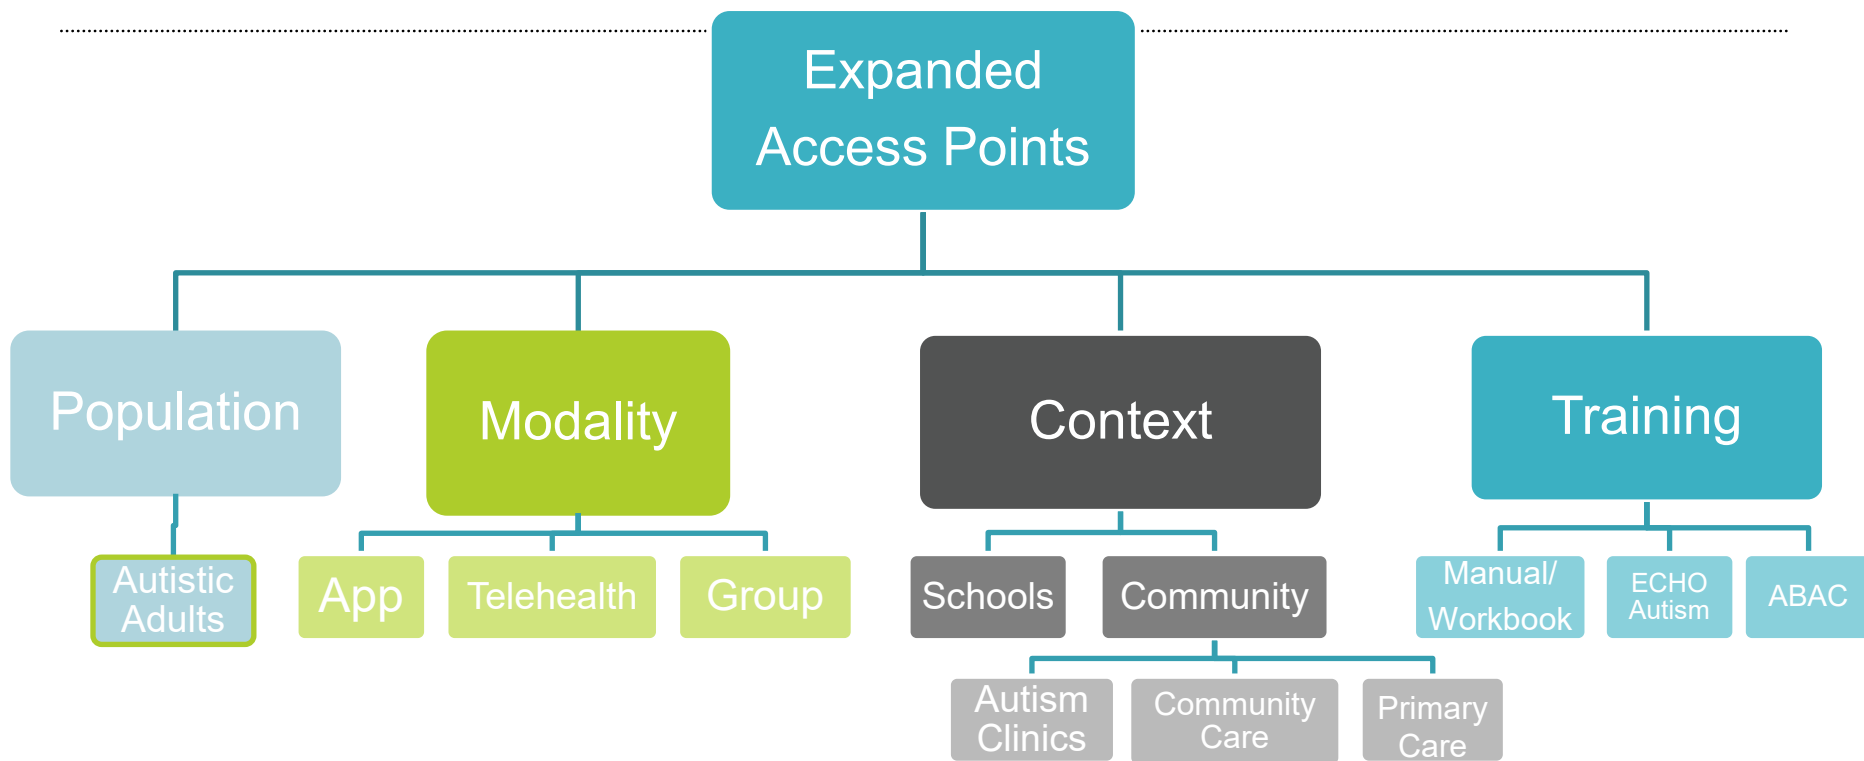 Expanded
Access Points
Population
Modality
Context
Training
Autistic
Adults
App
Telehealth
Group
Schools
Community
Manual/
Workbook
ECHO
Autism
ABAC
Autism
Clinics
Community
Care
Primary
Care